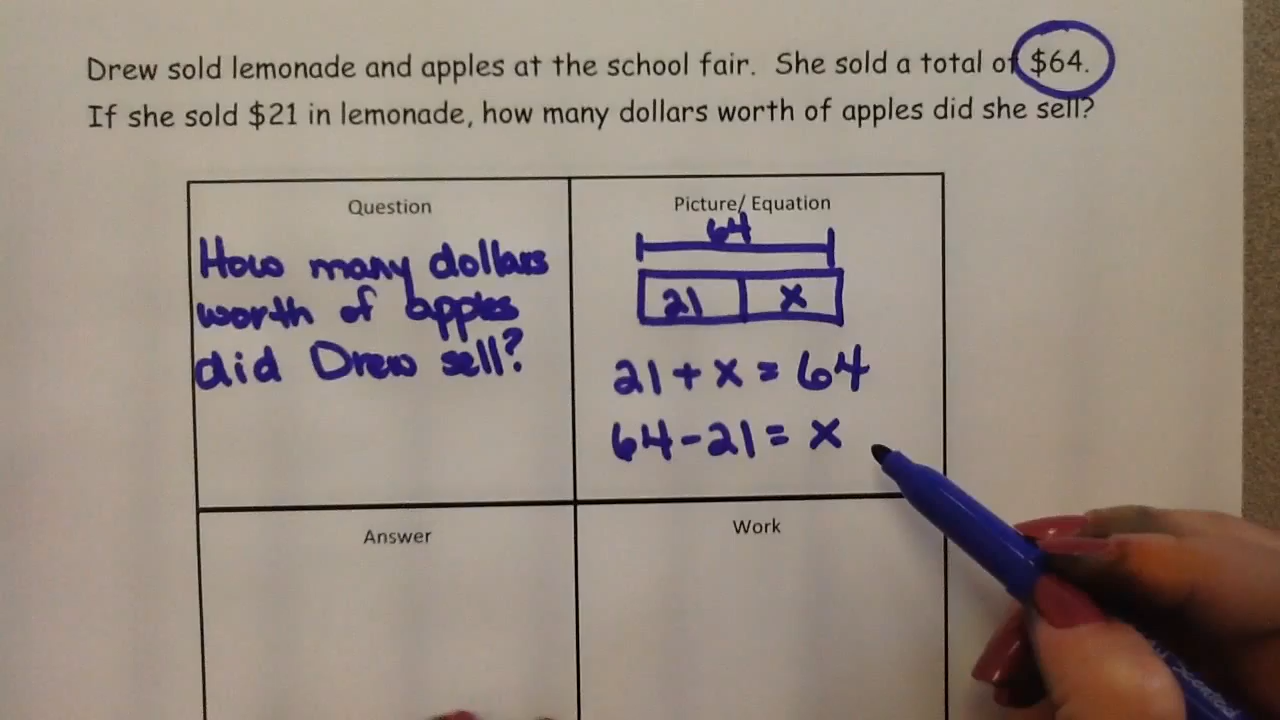 Drew sold lemonade and apples at the school fair. She sold a total of $64.
If she sold $21 in lemonade, how many dollars worth of apples did she sell?
Question
How many dollars
worth of apples
did Drew sell?
Picture/ Equation
64
21 x
21 + x = 64
64 - 21 = x
Answer
Work